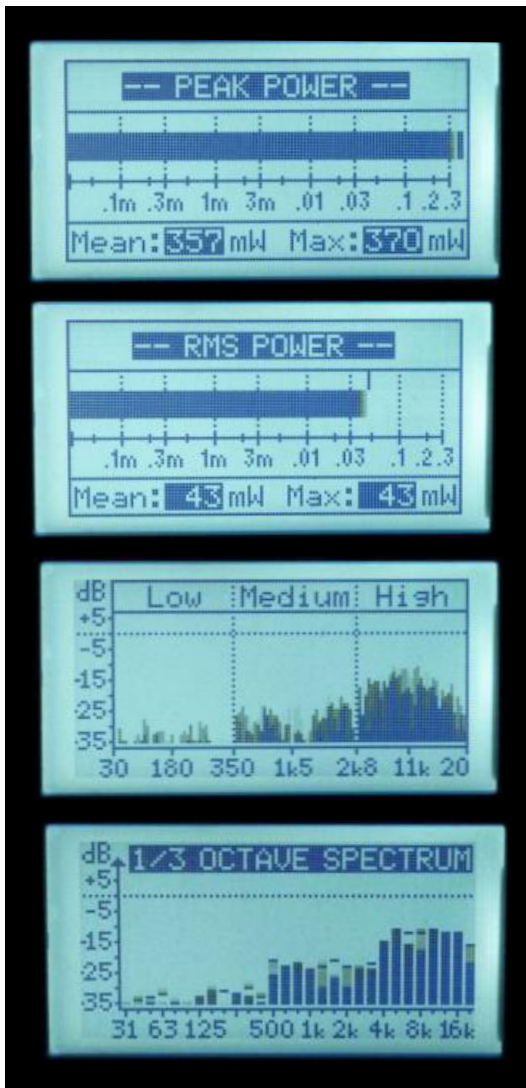 -- PEAK POWER --
.1m .3m 1m 3m .01 .03 .1 .2.3
Mean: 357 mW Max: 370 mW
-- RMS POWER --
.1m .3m 1m 3m .01 .03 .1 .2.3
Mean: 43 mW Max: 43 mW
dB Low Medium High
+5
-5
-15
-25
-35
30 180 350 1k5 2k8 11k 20
dB 1/3 OCTAVE SPECTRUM
+5
-5
-15
-25
-35
31 63 125 500 1k 2k 4k 8k 16k